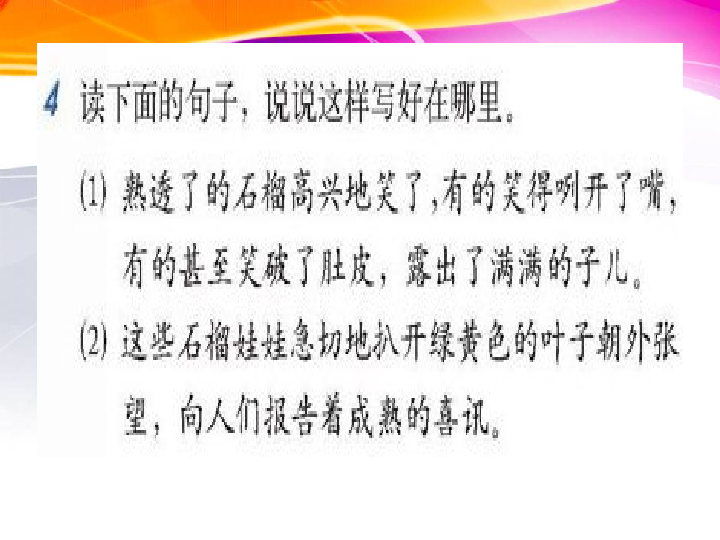 4 读下面的句子，说说这样写好在哪里。
(1) 熟透了的石榴高兴地笑了，有的笑得咧开了嘴，
有的甚至笑破了肚皮，露出了满满的子儿。
(2) 这些石榴娃娃急切地扒开绿黄色的叶子朝外张
望，向人们报告着成熟的喜讯。